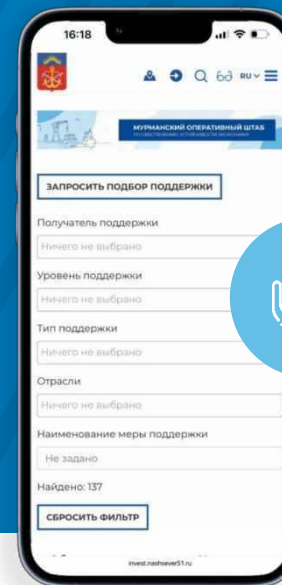 16:18
RU
МУРМАНСКИЙ ОПЕРАТИВНЫЙ ШТАБ
ЗАПРОСИТЬ ПОДБОР ПОДДЕРЖКИ
Получатель поддержки
Ничего не выбрано
Уровень поддержки
Ничего не выбрано
Тип поддержки
Ничего не выбрано
Отрасли
Ничего не выбрано
Наименование меры поддержки
Не задано
Найдено: 137
СБРОСИТЬ ФИЛЬТР
invest.nashsever51.ru